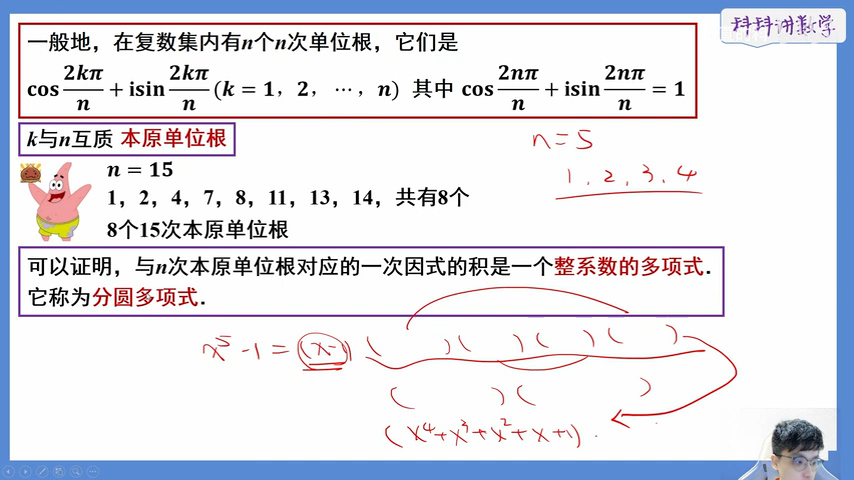 科科讲数学
一般地，在复数集内有n个n次单位根，它们是
cos 2kπ/n + isin 2kπ/n (k = 1，2，⋯，n) 其中 cos 2nπ/n + isin 2nπ/n = 1
k与n互质 本原单位根
n = 5
n = 15
1，2，4，7，8，11，13，14，共有8个
1，2，3，4
8个15次本原单位根
可以证明，与n次本原单位根对应的一次因式的积是一个整系数的多项式．
它称为分圆多项式．
x⁵ -1 = (x-1) ( ) ( ) ( ) ( )
( ) ( )
(x⁴+x³+x²+x+1).